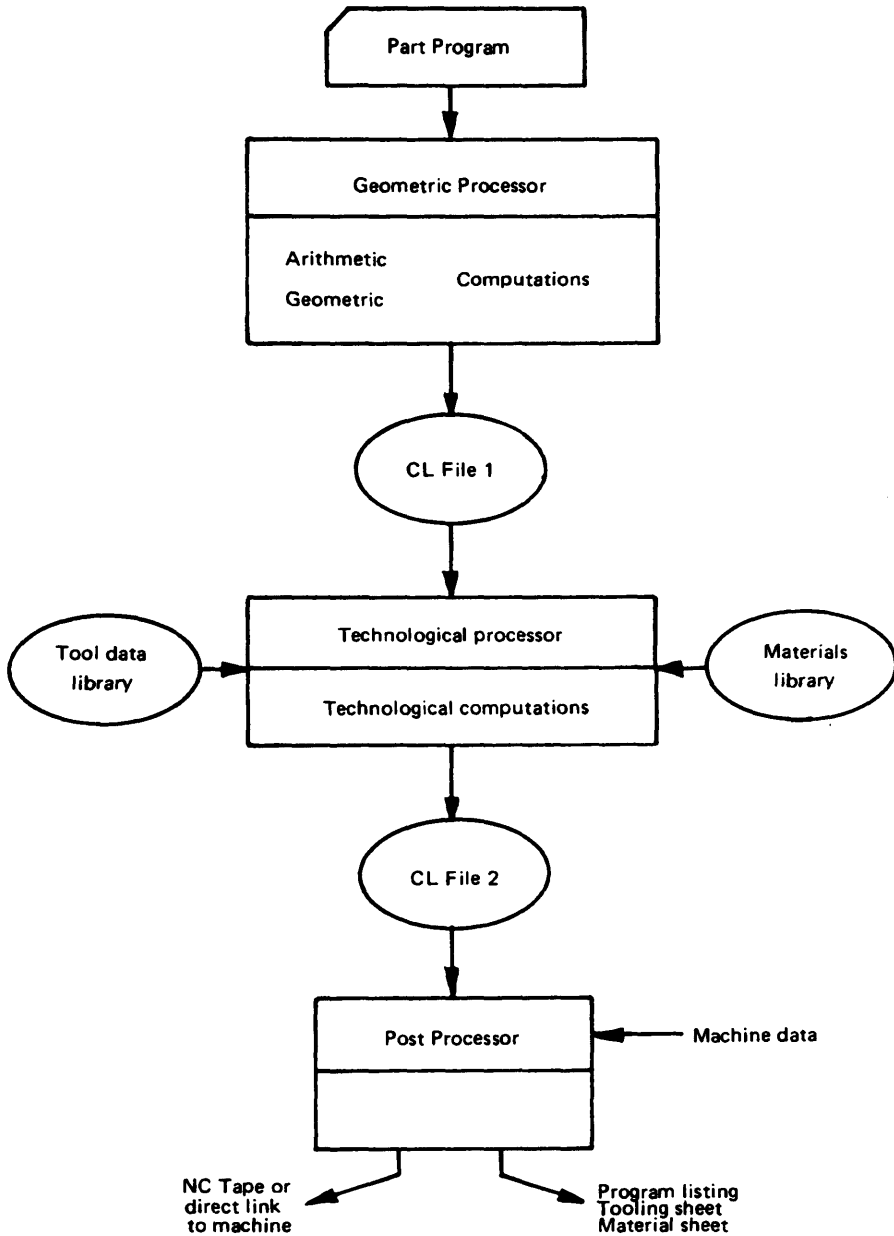 Part Program
Geometric Processor
Arithmetic
Geometric
Computations
CL File 1
Tool data
library
Technological processor
Technological computations
Materials
library
CL File 2
Post Processor
Machine data
NC Tape or
direct link
to machine
Program listing
Tooling sheet
Material sheet